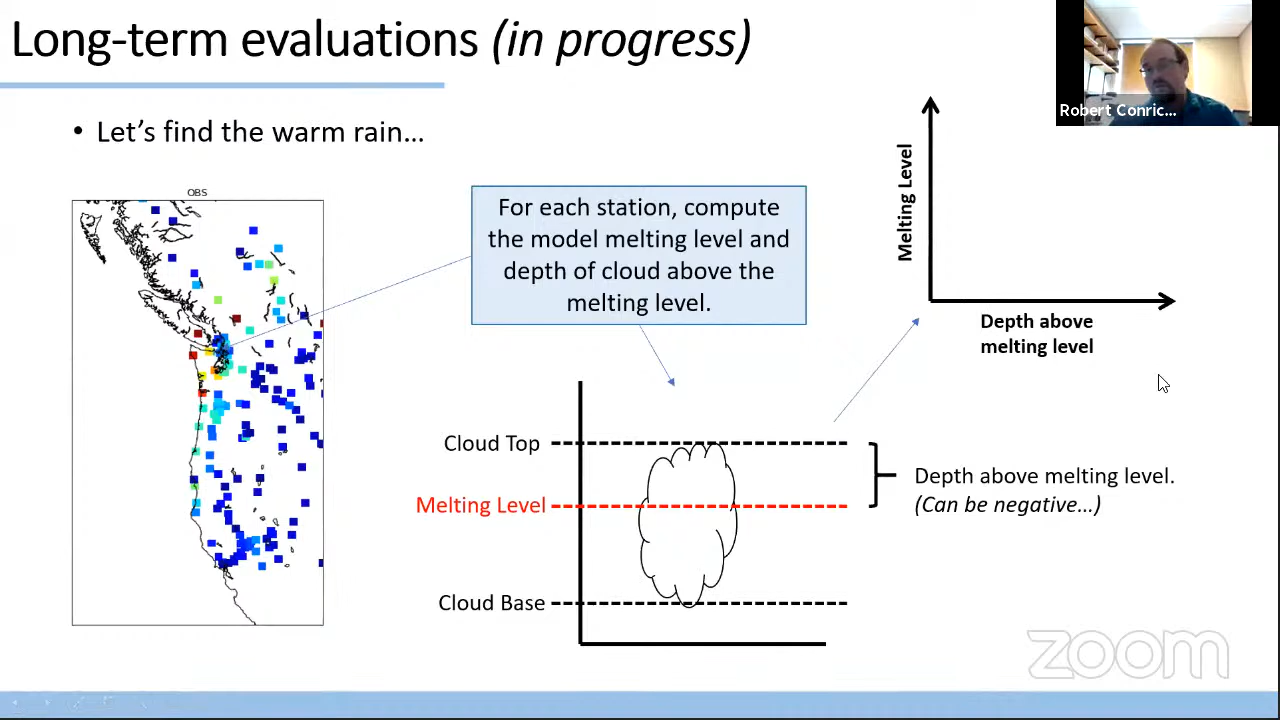 Long-term evaluations (in progress)
Robert Conric...
• Let's find the warm rain...
OBS
For each station, compute
the model melting level and
depth of cloud above the
melting level.
Melting Level
Depth above
melting level
Cloud Top
Melting Level
Cloud Base
Depth above melting level.
(Can be negative...)
zoom